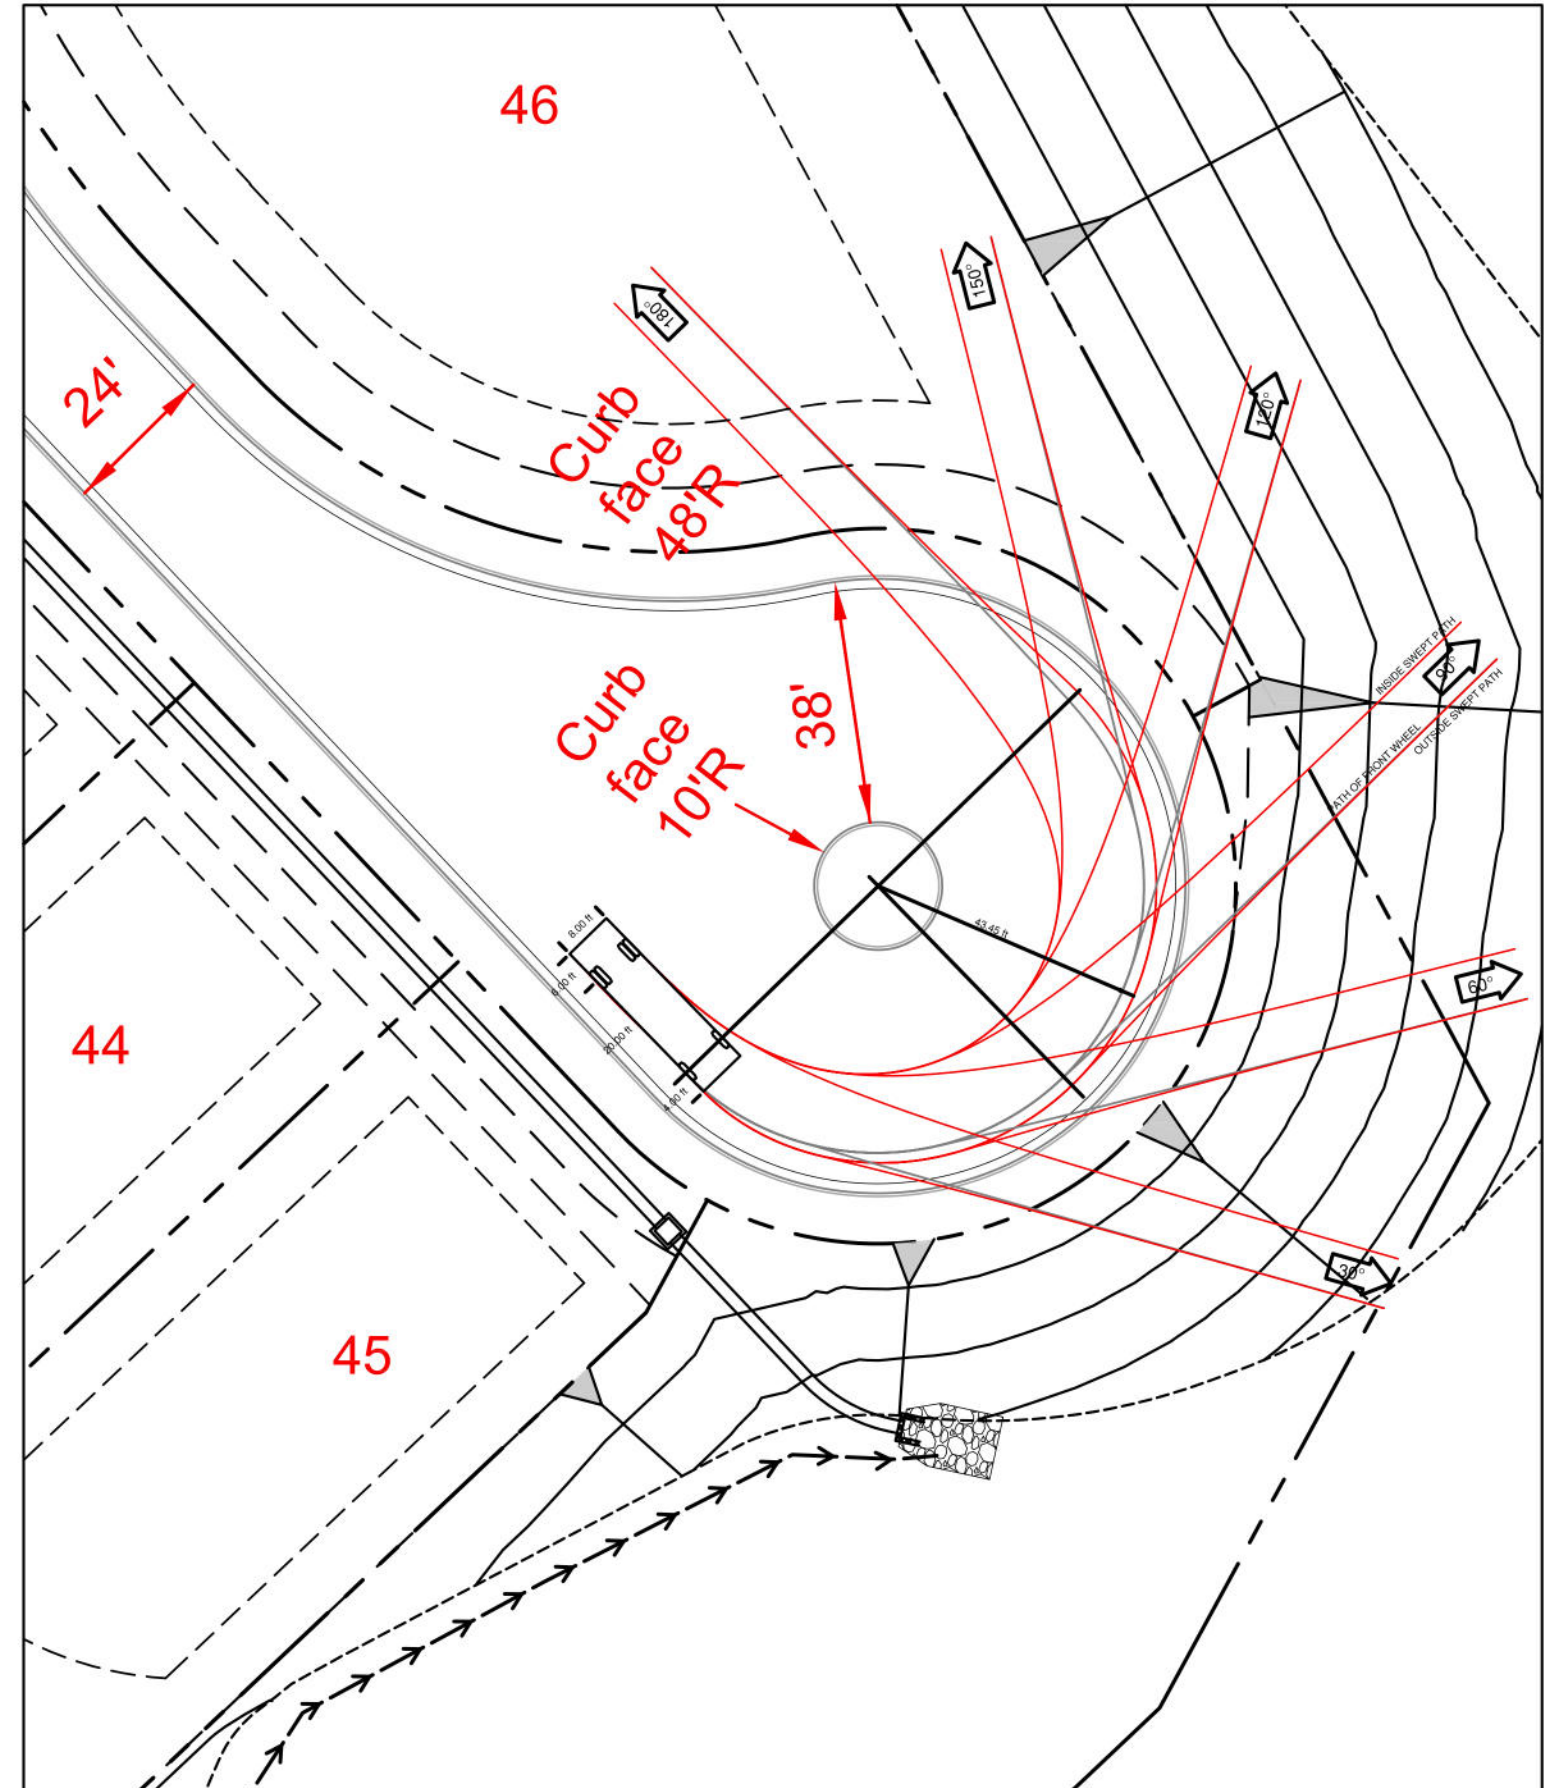 46
180°
150°
120°
24'
Curb
face
48'R
INSIDE SWEPT PATH
90°
OUTSIDE SWEPT PATH
PATH OF FRONT WHEEL
Curb
face
10'R
38'
43.45 ft
8.00 ft
6.00 ft
20.00 ft
4.00 ft
60°
44
30°
45